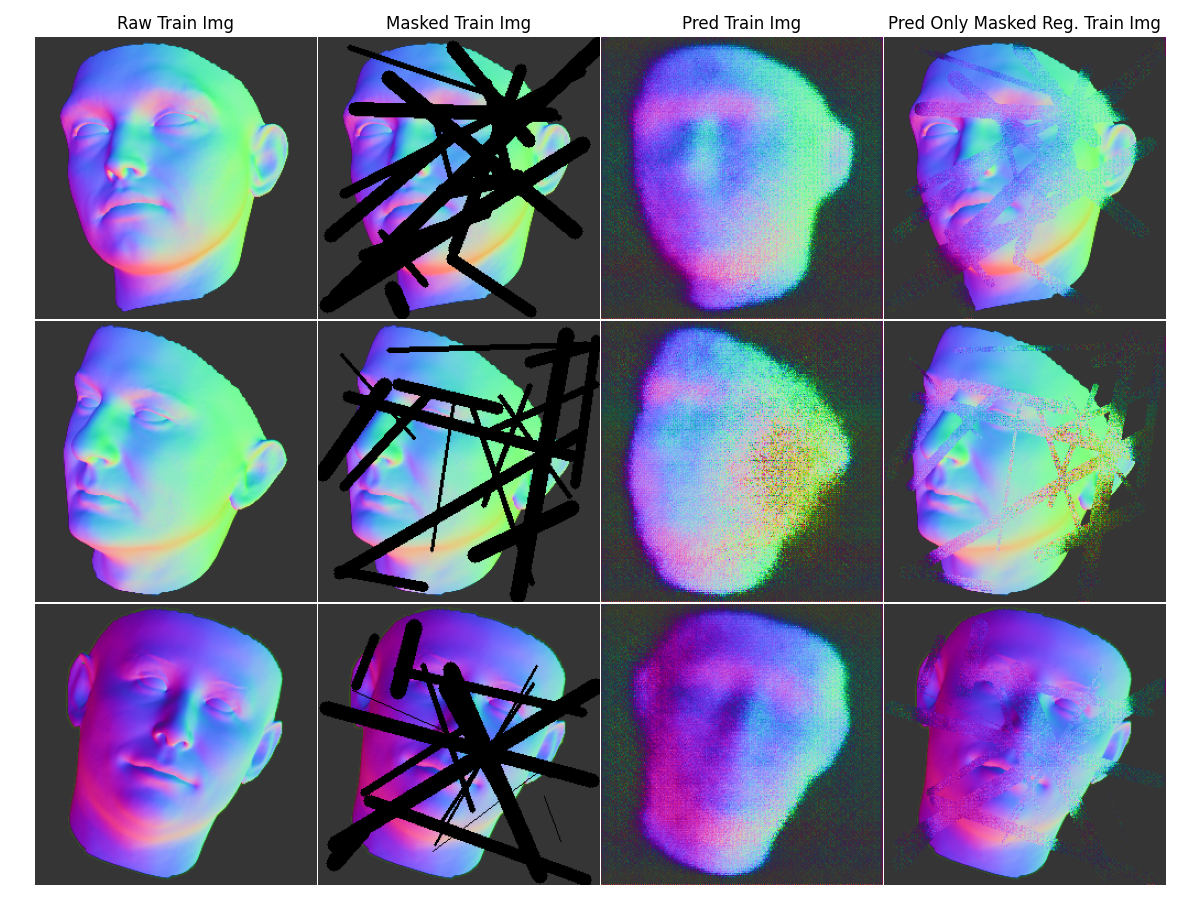 Raw Train Img
Masked Train Img
Pred Train Img
Pred Only Masked Reg. Train Img